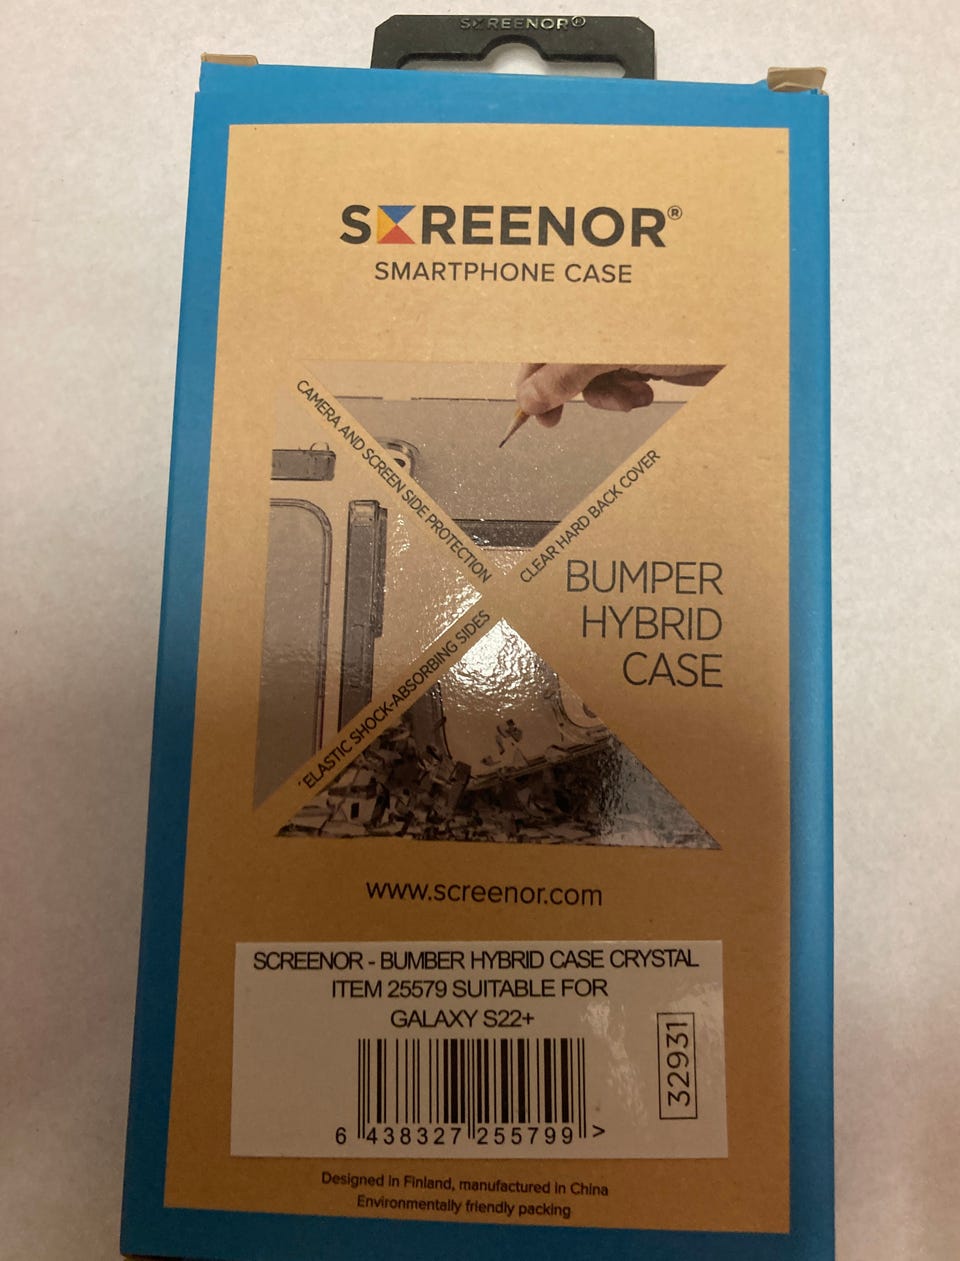 SCREENOR®
SCREENOR®
SMARTPHONE CASE
CAMERA AND SCREEN SIDE PROTECTION
CLEAR HARD BACK COVER
BUMPER
HYBRID
CASE
ELASTIC SHOCK-ABSORBING SIDES
www.screenor.com
SCREENOR - BUMBER HYBRID CASE CRYSTAL
ITEM 25579 SUITABLE FOR
GALAXY S22+
32931
6 438327 255799 >
Designed in Finland, manufactured in China
Environmentally friendly packing